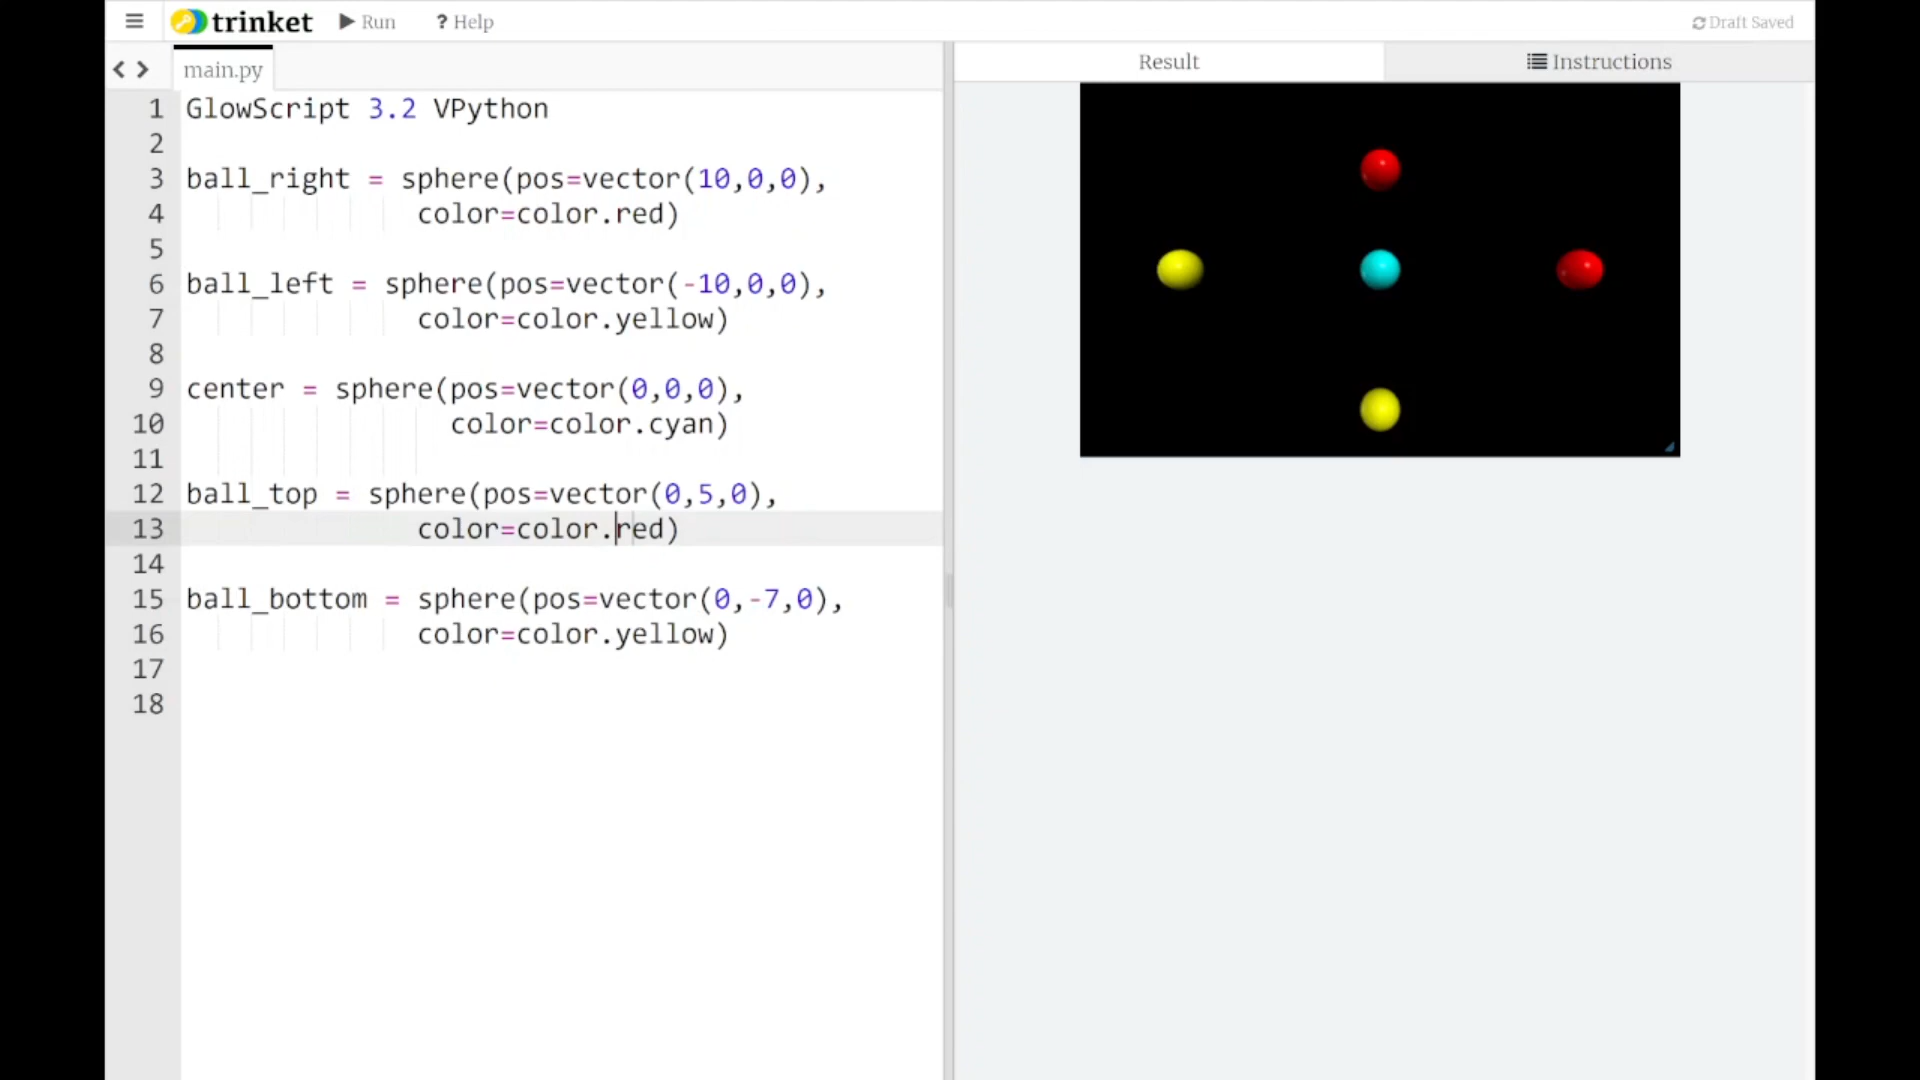 trinket Run ? Help Draft Saved
main.py Result Instructions
1 GlowScript 3.2 VPython
2
3 ball_right = sphere(pos=vector(10,0,0),
4 color=color.red)
5
6 ball_left = sphere(pos=vector(-10,0,0),
7 color=color.yellow)
8
9 center = sphere(pos=vector(0,0,0),
10 color=color.cyan)
11
12 ball_top = sphere(pos=vector(0,5,0),
13 color=color.red)
14
15 ball_bottom = sphere(pos=vector(0,-7,0),
16 color=color.yellow)
17
18